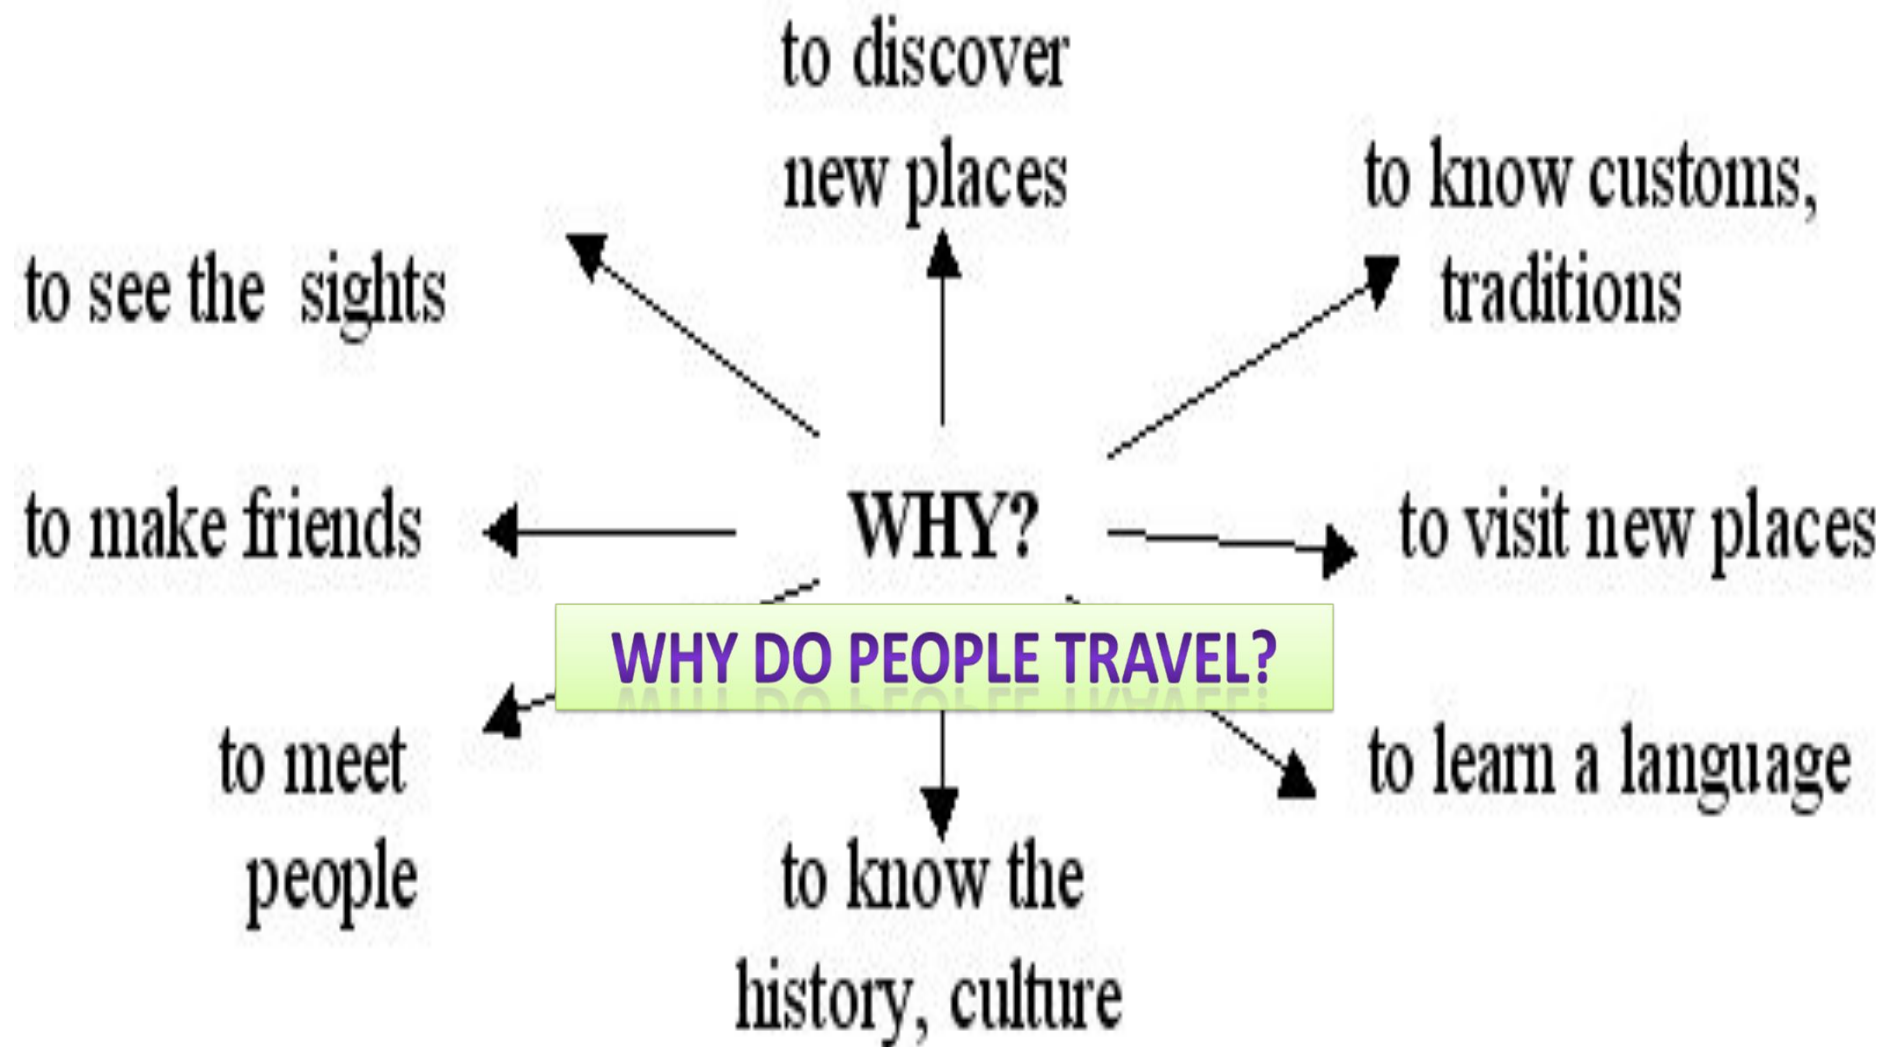 to discover
new places
to know customs,
traditions
to see the sights
to make friends
WHY?
to visit new places
WHY DO PEOPLE TRAVEL?
to meet
people
to learn a language
to know the
history, culture